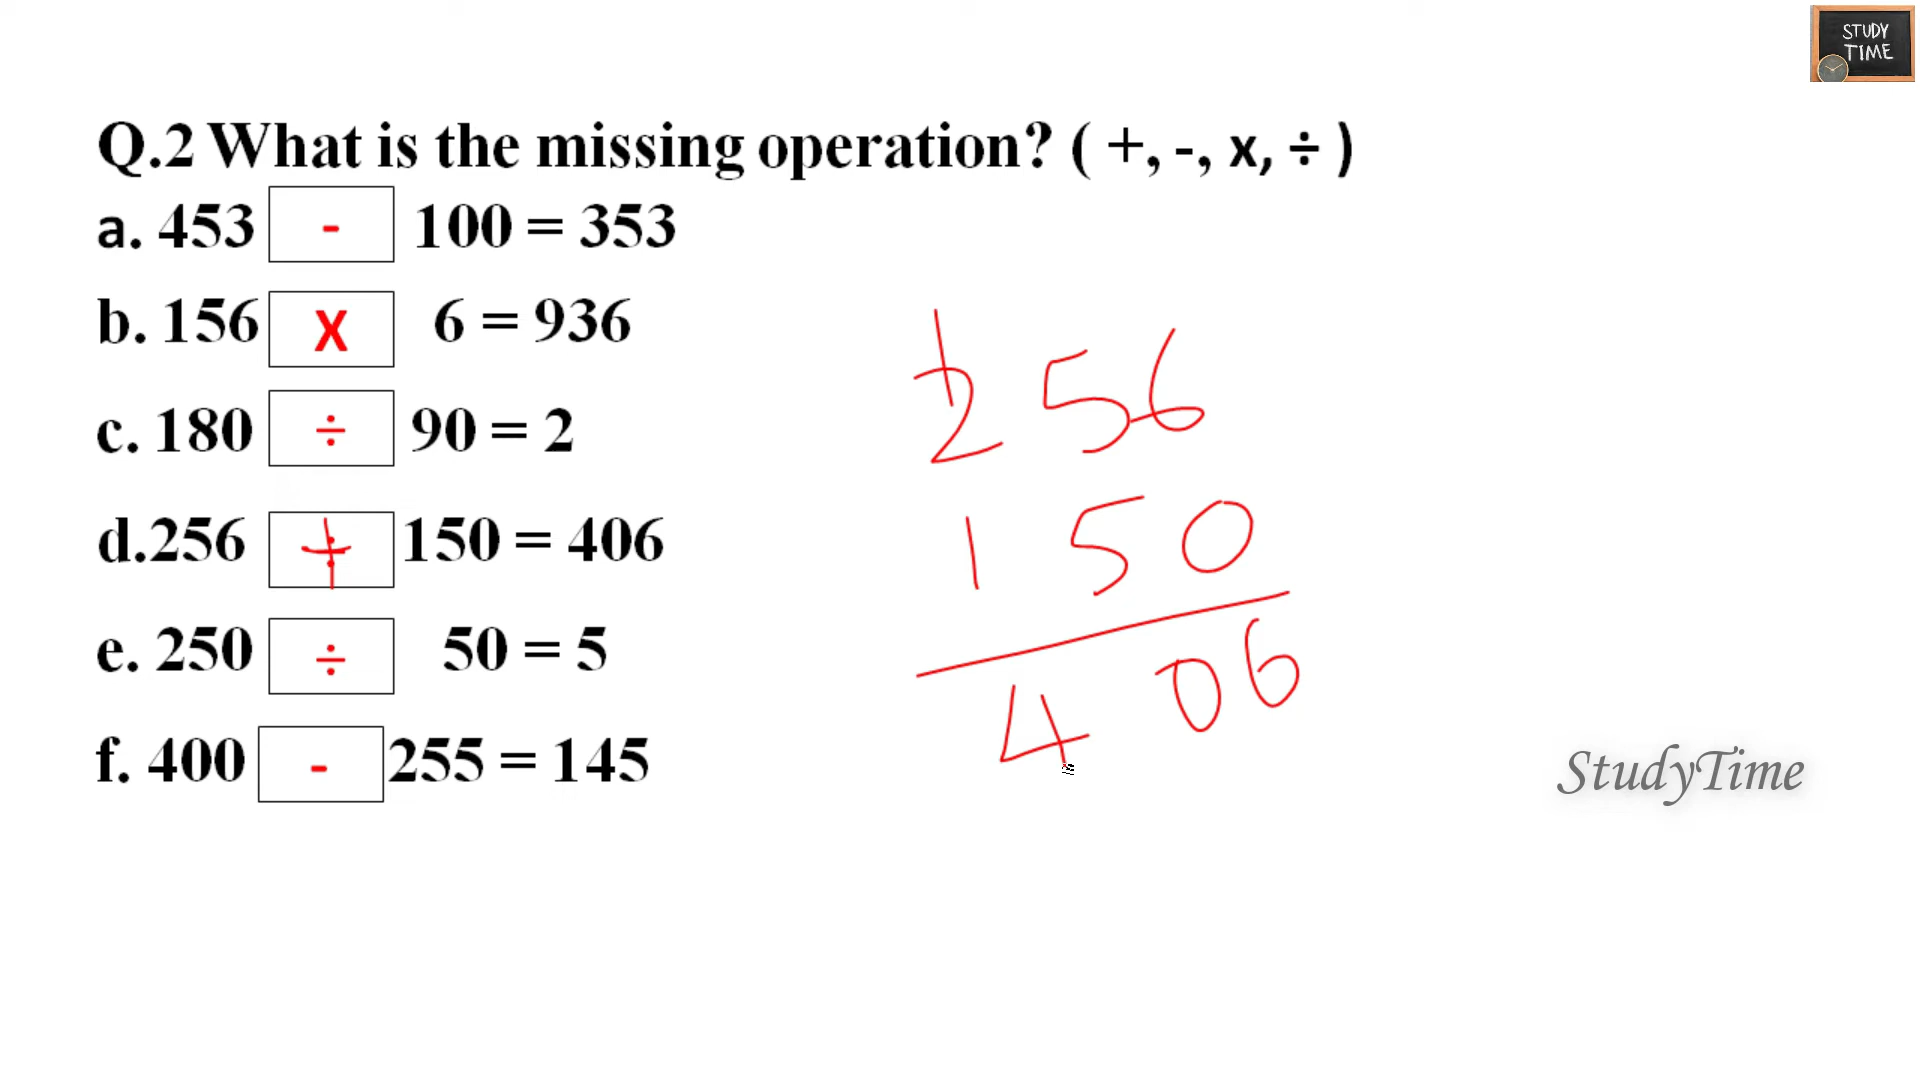 STUDY
TIME
Q.2 What is the missing operation? ( +, -, x, ÷ )
a. 453 - 100 = 353
b. 156 X 6 = 936
c. 180 ÷ 90 = 2
d.256 + 150 = 406
e. 250 ÷ 50 = 5
f. 400 - 255 = 145
1
256
150
406
StudyTime